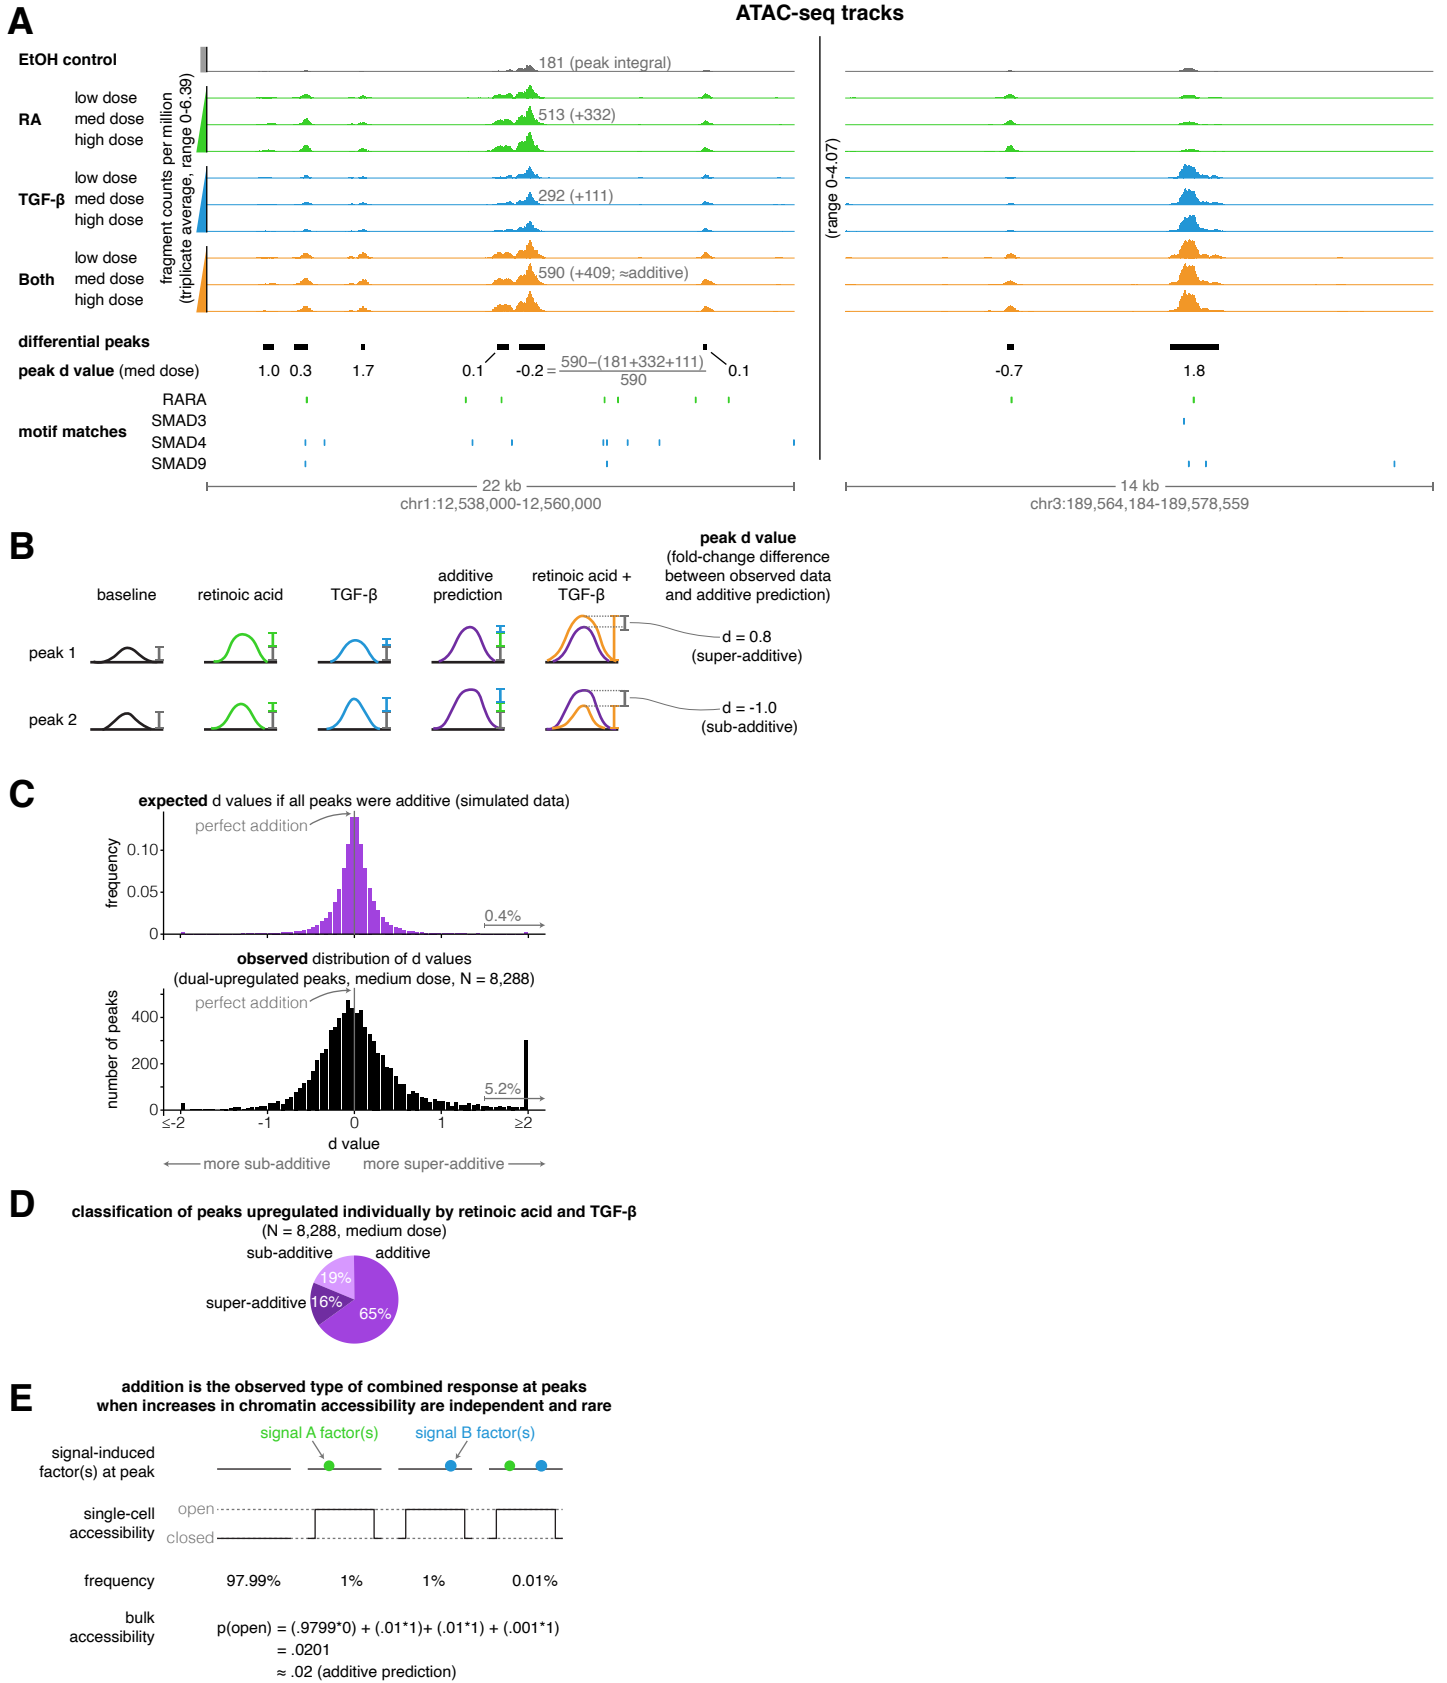 A
ATAC-seq tracks
EtOH control
181 (peak integral)
RA
low dose
med dose
high dose
513 (+332)
TGF-β
low dose
med dose
high dose
292 (+111)
Both
low dose
med dose
high dose
590 (+409; ≈additive)
fragment counts per million
(triplicate average, range 0-6.39)
(range 0-4.07)
differential peaks
peak d value (med dose)
1.0 0.3 1.7 0.1 -0.2 = 590−(181+332+111)
590
0.1 -0.7 1.8
motif matches
RARA
SMAD3
SMAD4
SMAD9
22 kb
chr1:12,538,000-12,560,000
14 kb
chr3:189,564,184-189,578,559
B
baseline
retinoic acid
TGF-β
additive
prediction
retinoic acid +
TGF-β
peak d value
(fold-change difference
between observed data
and additive prediction)
peak 1
d = 0.8
(super-additive)
peak 2
d = -1.0
(sub-additive)
C
expected d values if all peaks were additive (simulated data)
perfect addition
frequency
0.10
0.05
0
0.4%
observed distribution of d values
(dual-upregulated peaks, medium dose, N = 8,288)
perfect addition
number of peaks
400
200
0
5.2%
≤-2 -1 0 1 ≥2
d value
more sub-additive more super-additive
D
classification of peaks upregulated individually by retinoic acid and TGF-β
(N = 8,288, medium dose)
sub-additive additive
19%
super-additive 16%
65%
E
addition is the observed type of combined response at peaks
when increases in chromatin accessibility are independent and rare
signal A factor(s) signal B factor(s)
signal-induced
factor(s) at peak
single-cell
accessibility
open
closed
frequency 97.99% 1% 1% 0.01%
bulk
accessibility
p(open) = (.9799*0) + (.01*1)+ (.01*1) + (.001*1)
= .0201
≈ .02 (additive prediction)